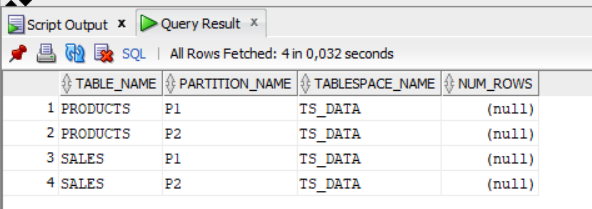 Script Output x Query Result x
SQL | All Rows Fetched: 4 in 0,032 seconds
TABLE_NAME PARTITION_NAME TABLESPACE_NAME NUM_ROWS
1 PRODUCTS P1 TS_DATA (null)
2 PRODUCTS P2 TS_DATA (null)
3 SALES P1 TS_DATA (null)
4 SALES P2 TS_DATA (null)